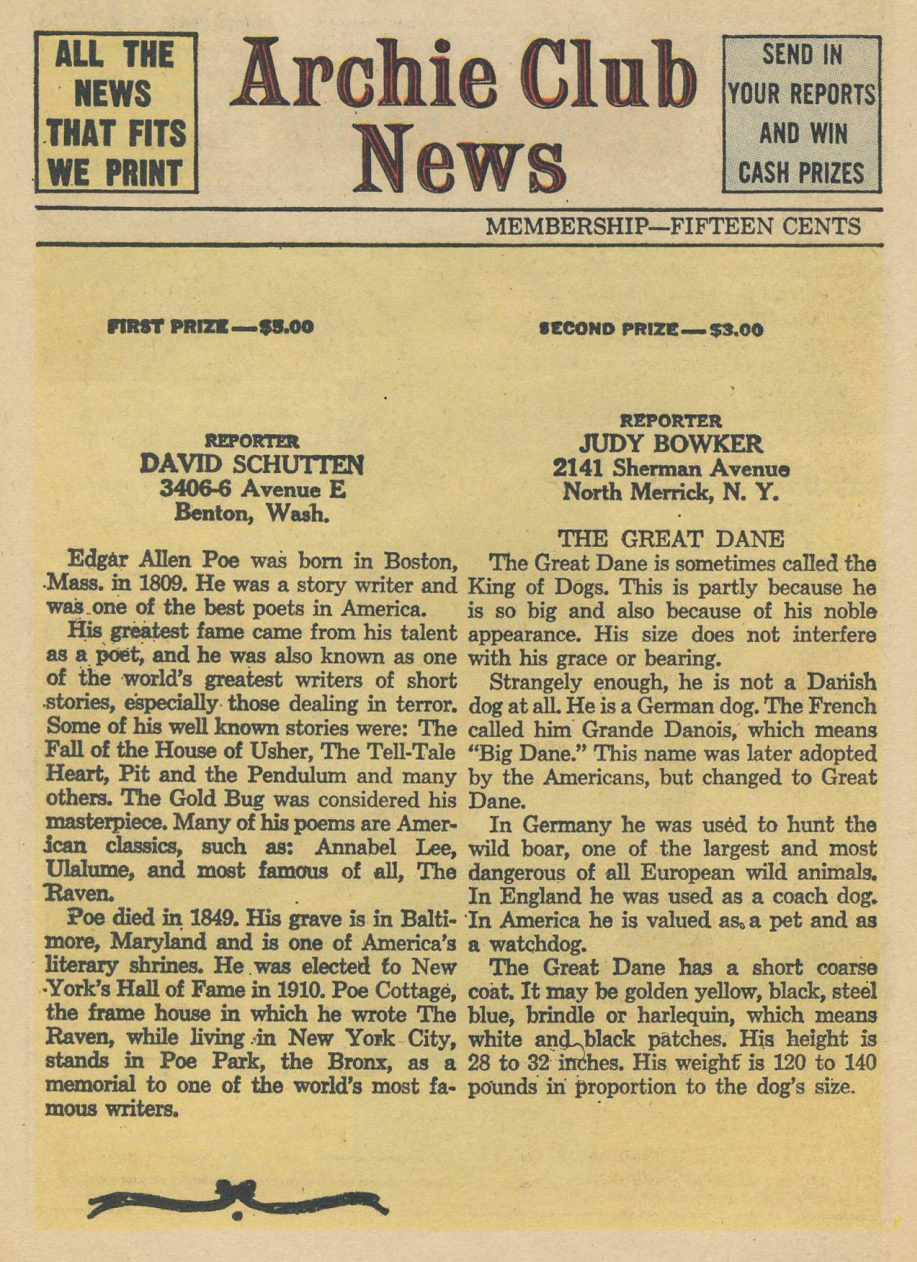 ALL THE
NEWS
THAT FITS
WE PRINT
Archie Club
News
SEND IN
YOUR REPORTS
AND WIN
CASH PRIZES
MEMBERSHIP—FIFTEEN CENTS
FIRST PRIZE—$5.00
REPORTER
DAVID SCHUTTEN
3406-6 Avenue E
Benton, Wash.
Edgar Allen Poe was born in Boston,
Mass. in 1809. He was a story writer and
was one of the best poets in America.
His greatest fame came from his talent
as a poet, and he was also known as one
of the world's greatest writers of short
stories, especially those dealing in terror.
Some of his well known stories were: The
Fall of the House of Usher, The Tell-Tale
Heart, Pit and the Pendulum and many
others. The Gold Bug was considered his
masterpiece. Many of his poems are Amer-
ican classics, such as: Annabel Lee,
Ulalume, and most famous of all, The
Raven.
Poe died in 1849. His grave is in Balti-
more, Maryland and is one of America's
literary shrines. He was elected to New
York's Hall of Fame in 1910. Poe Cottage,
the frame house in which he wrote The
Raven, while living in New York City,
stands in Poe Park, the Bronx, as a
memorial to one of the world's most fa-
mous writers.
SECOND PRIZE—$3.00
REPORTER
JUDY BOWKER
2141 Sherman Avenue
North Merrick, N. Y.
THE GREAT DANE
The Great Dane is sometimes called the
King of Dogs. This is partly because he
is so big and also because of his noble
appearance. His size does not interfere
with his grace or bearing.
Strangely enough, he is not a Danish
dog at all. He is a German dog. The French
called him Grande Danois, which means
"Big Dane." This name was later adopted
by the Americans, but changed to Great
Dane.
In Germany he was used to hunt the
wild boar, one of the largest and most
dangerous of all European wild animals.
In England he was used as a coach dog.
In America he is valued as a pet and as
a watchdog.
The Great Dane has a short coarse
coat. It may be golden yellow, black, steel
blue, brindle or harlequin, which means
white and black patches. His height is
28 to 32 inches. His weight is 120 to 140
pounds in proportion to the dog's size.